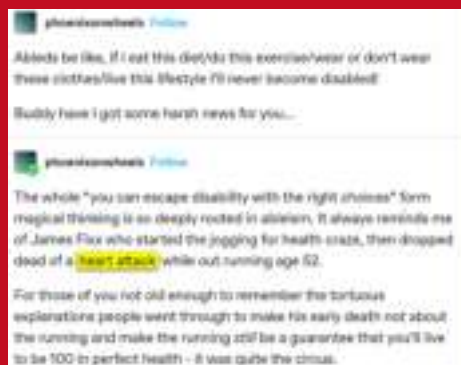 phoenixonwheels Follow
Ableds be like, if I eat this diet/do this exercise/wear or don't wear
these clothes/live this lifestyle I'll never become disabled!
Buddy have I got some harsh news for you...
phoenixonwheels Follow
The whole "you can escape disability with the right choices" form
magical thinking is so deeply rooted in ableism. It always reminds me
of James Fixx who started the jogging for health craze, then dropped
dead of a heart attack while out running age 52.
For those of you not old enough to remember the tortuous
explanations people went through to make his early death not about
the running and make the running still be a guarantee that you'll live
to be 100 in perfect health - it was quite the circus.